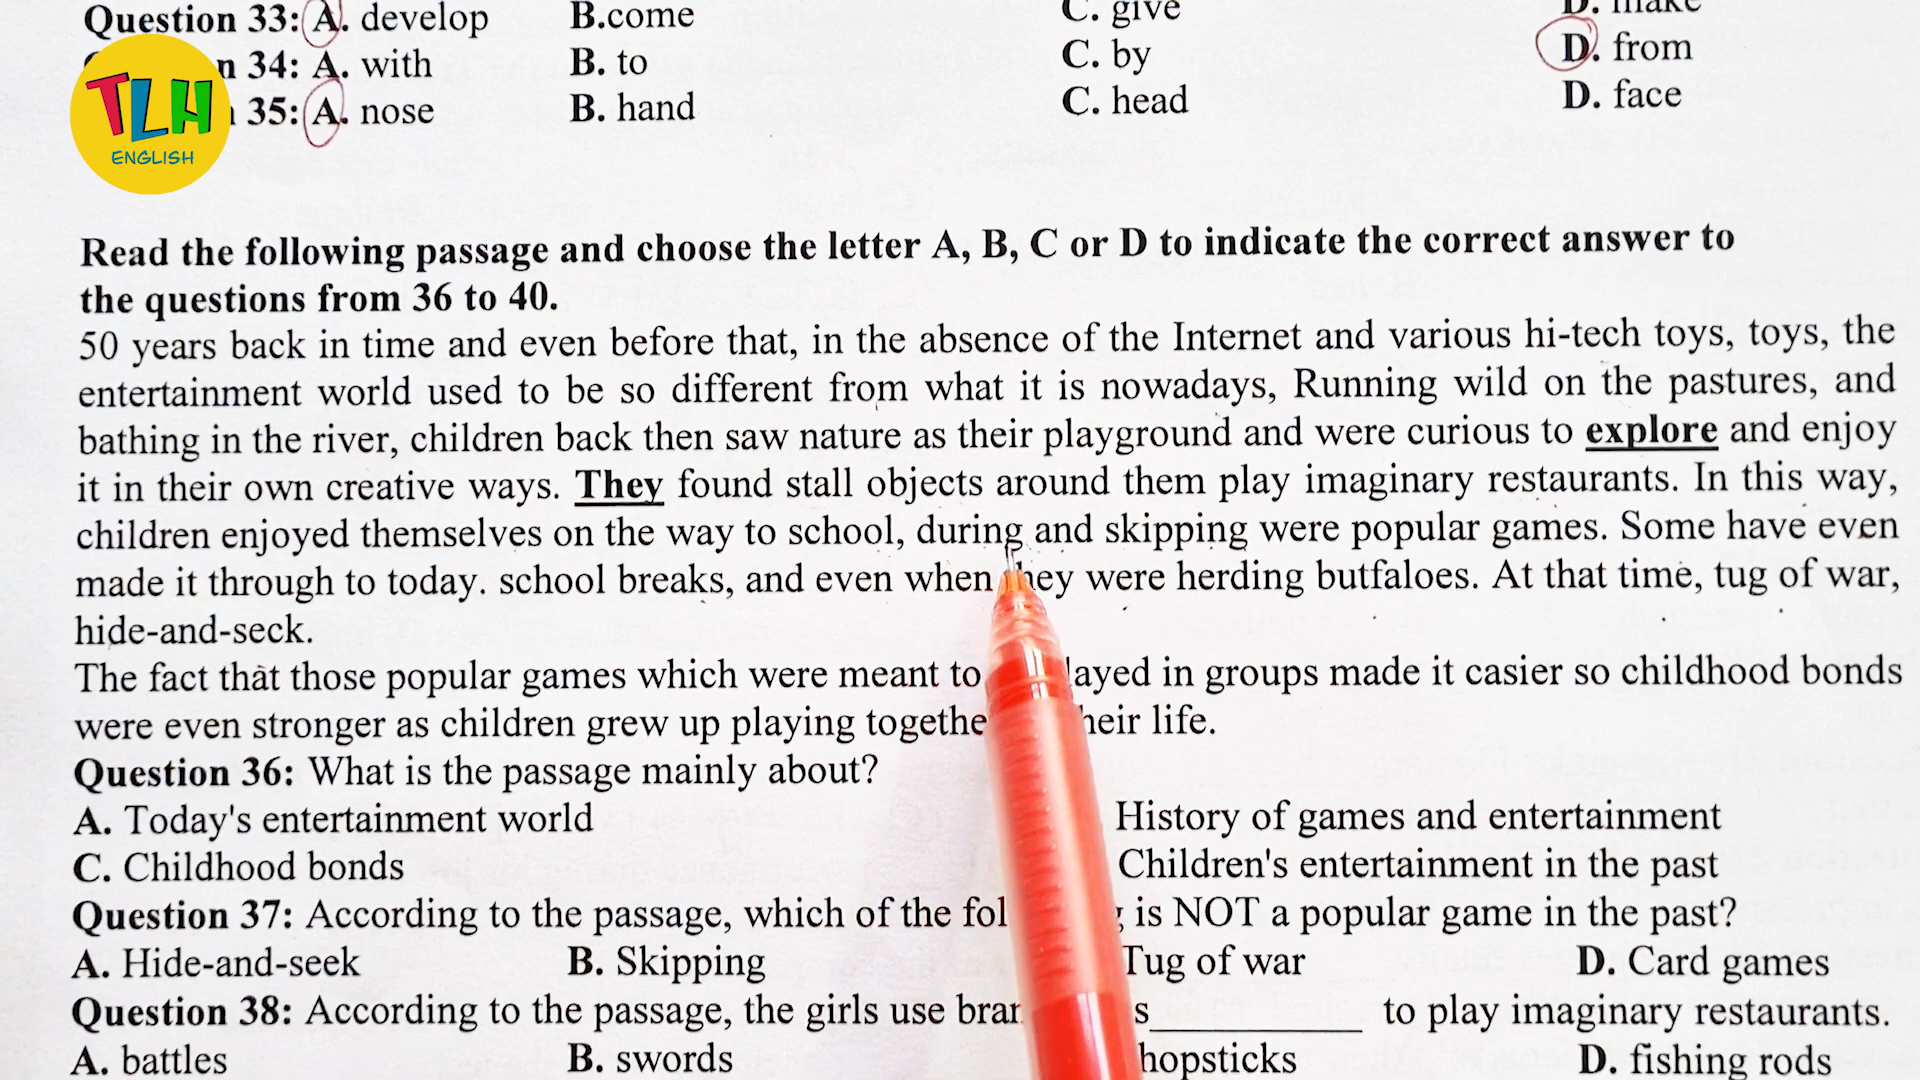 Question 33: A. develop B.come C. give D. make
n 34: A. with B. to C. by D. from
35: A. nose B. hand C. head D. face
TLH
ENGLISH
Read the following passage and choose the letter A, B, C or D to indicate the correct answer to
the questions from 36 to 40.
50 years back in time and even before that, in the absence of the Internet and various hi-tech toys, toys, the
entertainment world used to be so different from what it is nowadays, Running wild on the pastures, and
bathing in the river, children back then saw nature as their playground and were curious to explore and enjoy
it in their own creative ways. They found stall objects around them play imaginary restaurants. In this way,
children enjoyed themselves on the way to school, during and skipping were popular games. Some have even
made it through to today. school breaks, and even when hey were herding butfaloes. At that time, tug of war,
hide-and-seck.
The fact that those popular games which were meant to layed in groups made it casier so childhood bonds
were even stronger as children grew up playing togethe heir life.
Question 36: What is the passage mainly about?
A. Today's entertainment world History of games and entertainment
C. Childhood bonds Children's entertainment in the past
Question 37: According to the passage, which of the fol g is NOT a popular game in the past?
A. Hide-and-seek B. Skipping Tug of war D. Card games
Question 38: According to the passage, the girls use bran s____________ to play imaginary restaurants.
A. battles B. swords hopsticks D. fishing rods